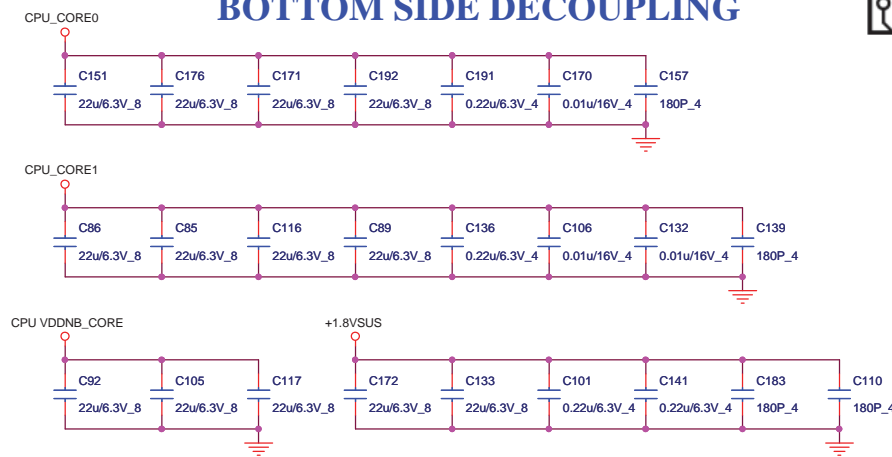 BOTTOM SIDE DECOUPLING
CPU_CORE0
C151 C176 C171 C192 C191 C170 C157
22u/6.3V_8 22u/6.3V_8 22u/6.3V_8 22u/6.3V_8 0.22u/6.3V_4 0.01u/16V_4 180P_4
CPU_CORE1
C86 C85 C116 C89 C136 C106 C132 C139
22u/6.3V_8 22u/6.3V_8 22u/6.3V_8 22u/6.3V_8 0.22u/6.3V_4 0.01u/16V_4 0.01u/16V_4 180P_4
CPU VDDNB_CORE +1.8VSUS
C92 C105 C117 C172 C133 C101 C141 C183 C110
22u/6.3V_8 22u/6.3V_8 22u/6.3V_8 22u/6.3V_8 22u/6.3V_8 0.22u/6.3V_4 0.22u/6.3V_4 180P_4 180P_4